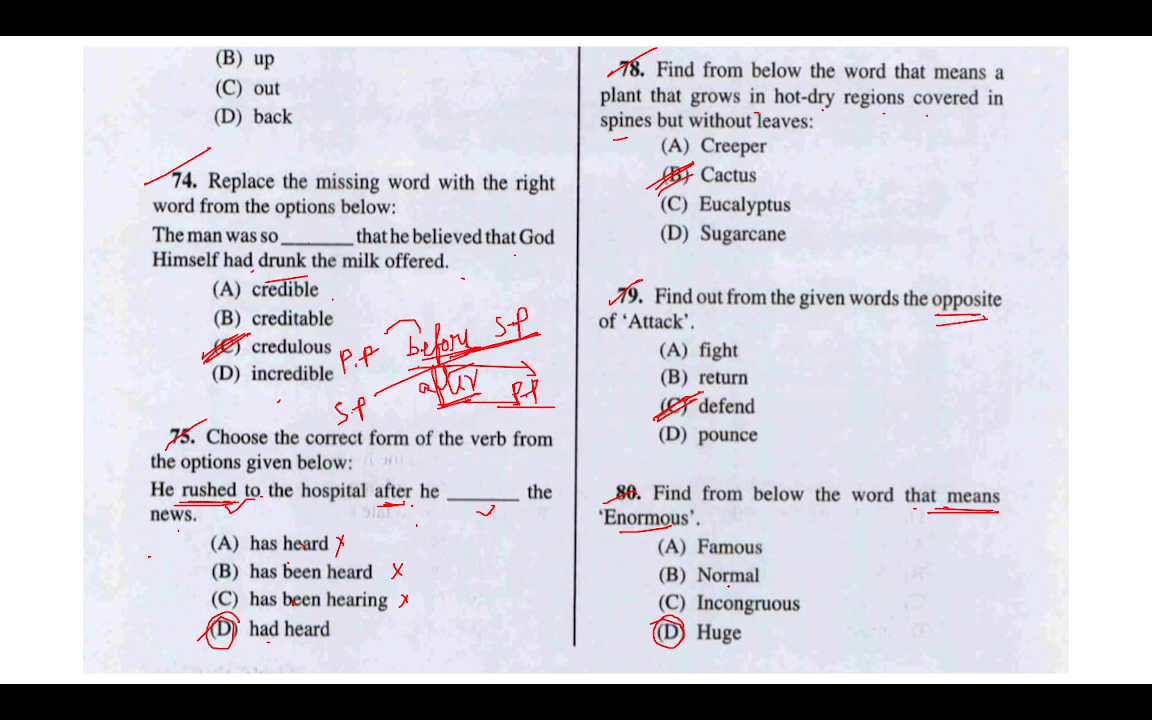 (B) up
(C) out
(D) back
74. Replace the missing word with the right
word from the options below:
The man was so ________ that he believed that God
Himself had drunk the milk offered.
(A) credible
(B) creditable
(C) credulous
(D) incredible
P.P before S.P
S.P after P.P
75. Choose the correct form of the verb from
the options given below:
He rushed to the hospital after he ________ the
news.
(A) has heard x
(B) has been heard x
(C) has been hearing x
(D) had heard
78. Find from below the word that means a
plant that grows in hot-dry regions covered in
spines but without leaves:
(A) Creeper
(B) Cactus
(C) Eucalyptus
(D) Sugarcane
79. Find out from the given words the opposite
of ‘Attack’.
(A) fight
(B) return
(C) defend
(D) pounce
80. Find from below the word that means
‘Enormous’.
(A) Famous
(B) Normal
(C) Incongruous
(D) Huge